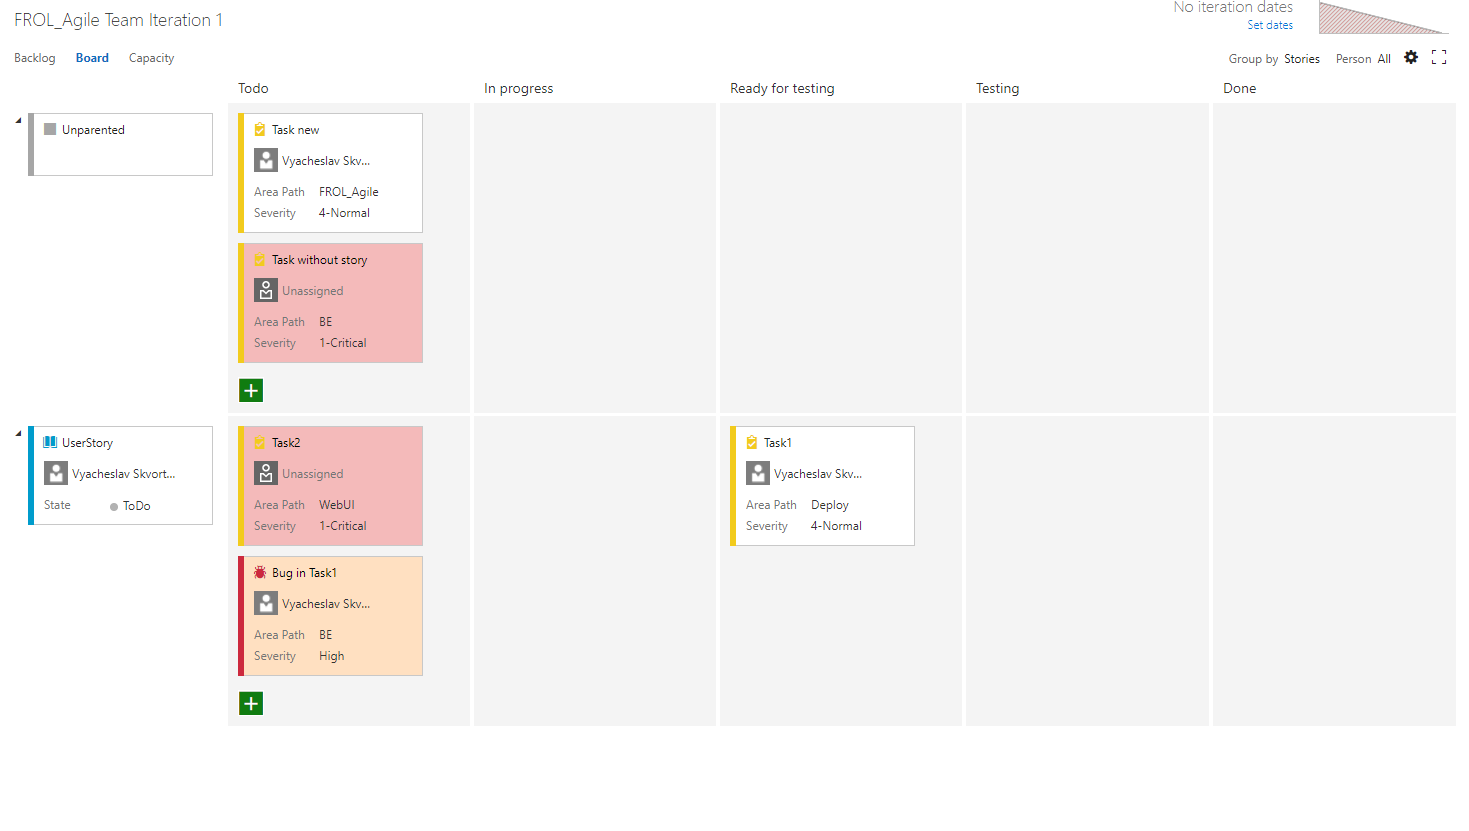 FROL_Agile Team Iteration 1
No iteration dates
Set dates
Backlog Board Capacity
Group by Stories Person All
Todo In progress Ready for testing Testing Done
Unparented
Task new
Vyacheslav Skv...
Area Path FROL_Agile
Severity 4-Normal
Task without story
Unassigned
Area Path BE
Severity 1-Critical
UserStory
Vyacheslav Skvort...
State ToDo
Task2
Unassigned
Area Path WebUI
Severity 1-Critical
Bug in Task1
Vyacheslav Skv...
Area Path BE
Severity High
Task1
Vyacheslav Skv...
Area Path Deploy
Severity 4-Normal